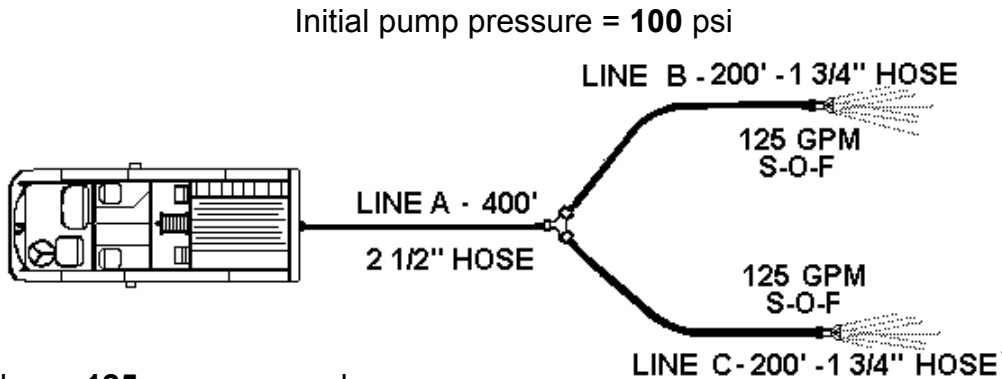 Initial pump pressure = 100 psi
LINE B - 200' - 1 3/4" HOSE
125 GPM
S-O-F
LINE A - 400'
2 1/2" HOSE
125 GPM
S-O-F
LINE C - 200' - 1 3/4" HOSE